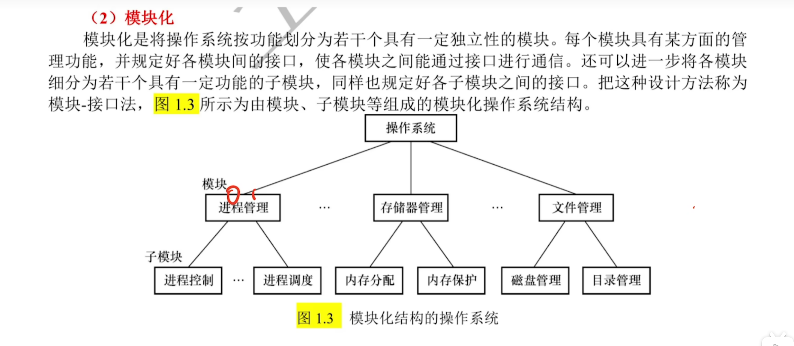 （2）模块化
模块化是将操作系统按功能划分为若干个具有一定独立性的模块。每个模块具有某方面的管
理功能，并规定好各模块间的接口，使各模块之间能通过接口进行通信。还可以进一步将各模块
细分为若干个具有一定功能的子模块，同样也规定好各子模块之间的接口。把这种设计方法称为
模块-接口法，图 1.3 所示为由模块、子模块等组成的模块化操作系统结构。
操作系统
模块
进程管理 … 存储器管理 … 文件管理
子模块
进程控制 … 进程调度 内存分配 内存保护 磁盘管理 目录管理
图 1.3 模块化结构的操作系统